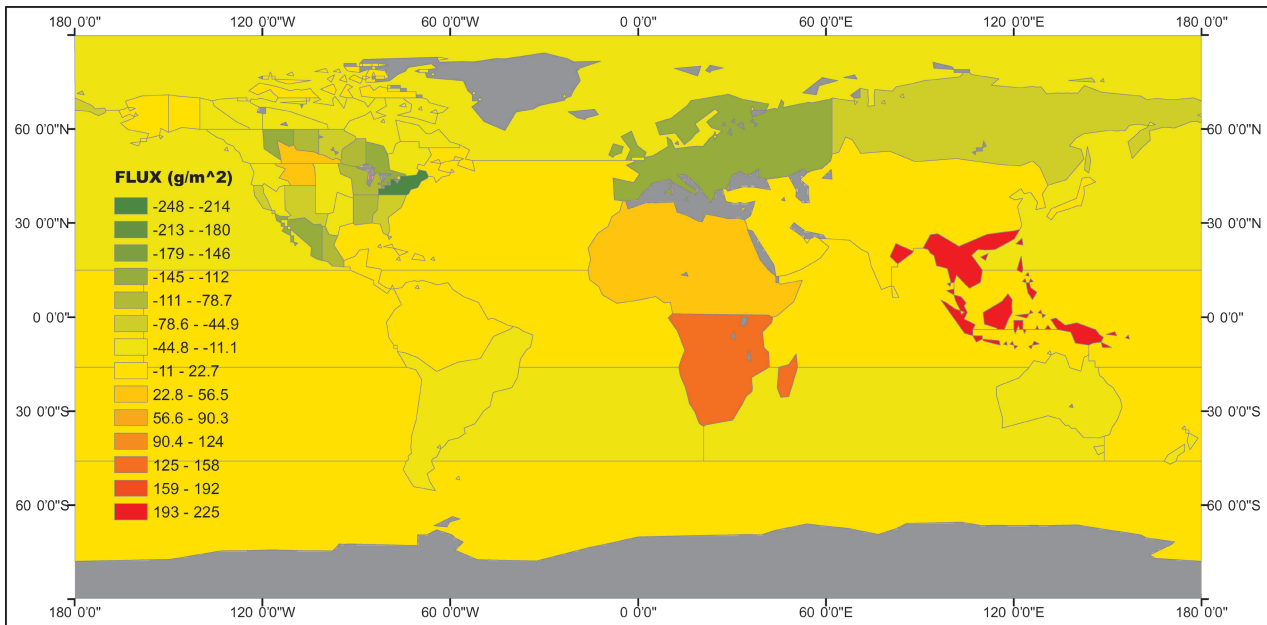 180 0'0" 120 0'0"W 60 0'0"W 0 0'0" 60 0'0"E 120 0'0"E 180 0'0"
60 0'0"N 60 0'0"N
FLUX (g/m^2)
-248 - -214
-213 - -180
30 0'0"N 30 0'0"N
-179 - -146
-145 - -112
-111 - -78.7
0 0'0" 0 0'0"
-78.6 - -44.9
-44.8 - -11.1
-11 - 22.7
22.8 - 56.5
30 0'0"S 30 0'0"S
56.6 - 90.3
90.4 - 124
125 - 158
159 - 192
60 0'0"S 60 0'0"S
193 - 225
180 0'0" 120 0'0"W 60 0'0"W 0 0'0" 60 0'0"E 120 0'0"E 180 0'0"